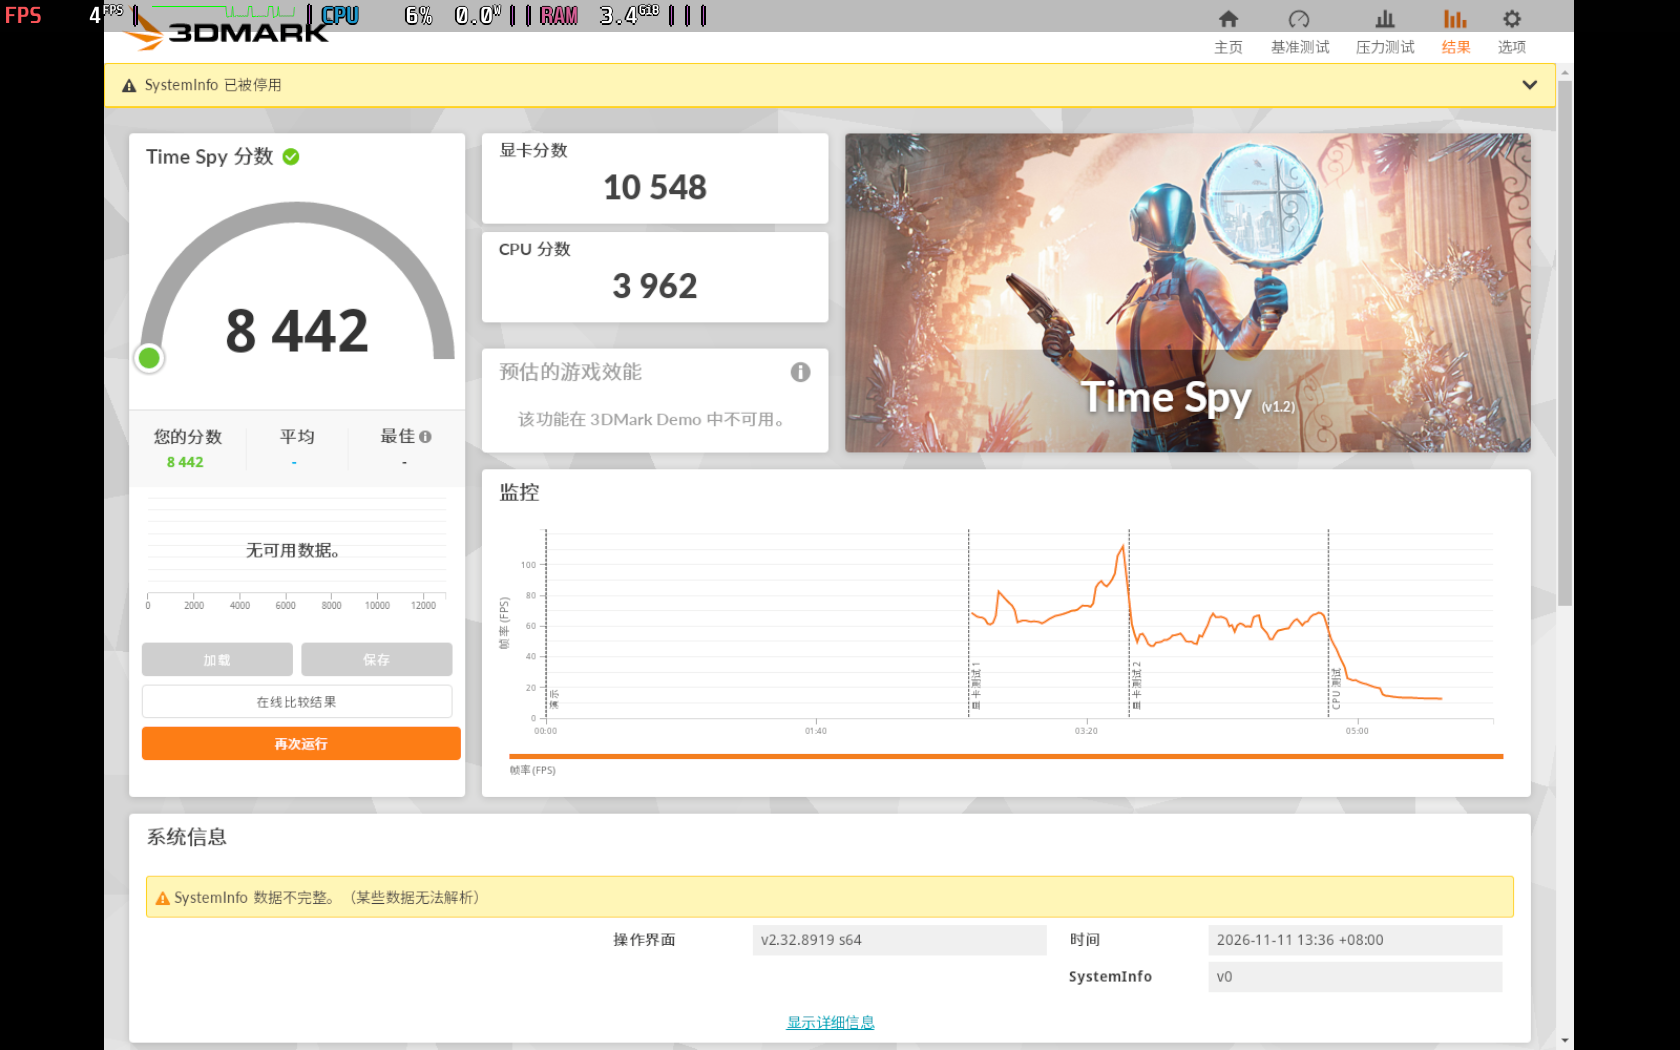 FPS 4FPS CPU 6% 0.0W RAM 3.4GiB
3DMARK
主页 基准测试 压力测试 结果 选项
SystemInfo 已被停用
Time Spy 分数
8 442
您的分数 平均 最佳
8 442 - -
无可用数据。
0 2000 4000 6000 8000 10000 12000
加载 保存
在线比较结果
再次运行
显卡分数
10 548
CPU 分数
3 962
预估的游戏效能
该功能在 3DMark Demo 中不可用。
Time Spy (v1.2)
监控
帧率 (FPS)
100
80
60
40
20
0
演示
显卡测试 1
显卡测试 2
CPU 测试
00:00 01:40 03:20 05:00
帧率 (FPS)
系统信息
SystemInfo 数据不完整。 (某些数据无法解析)
操作界面 v2.32.8919 s64 时间 2026-11-11 13:36 +08:00
SystemInfo v0
显示详细信息